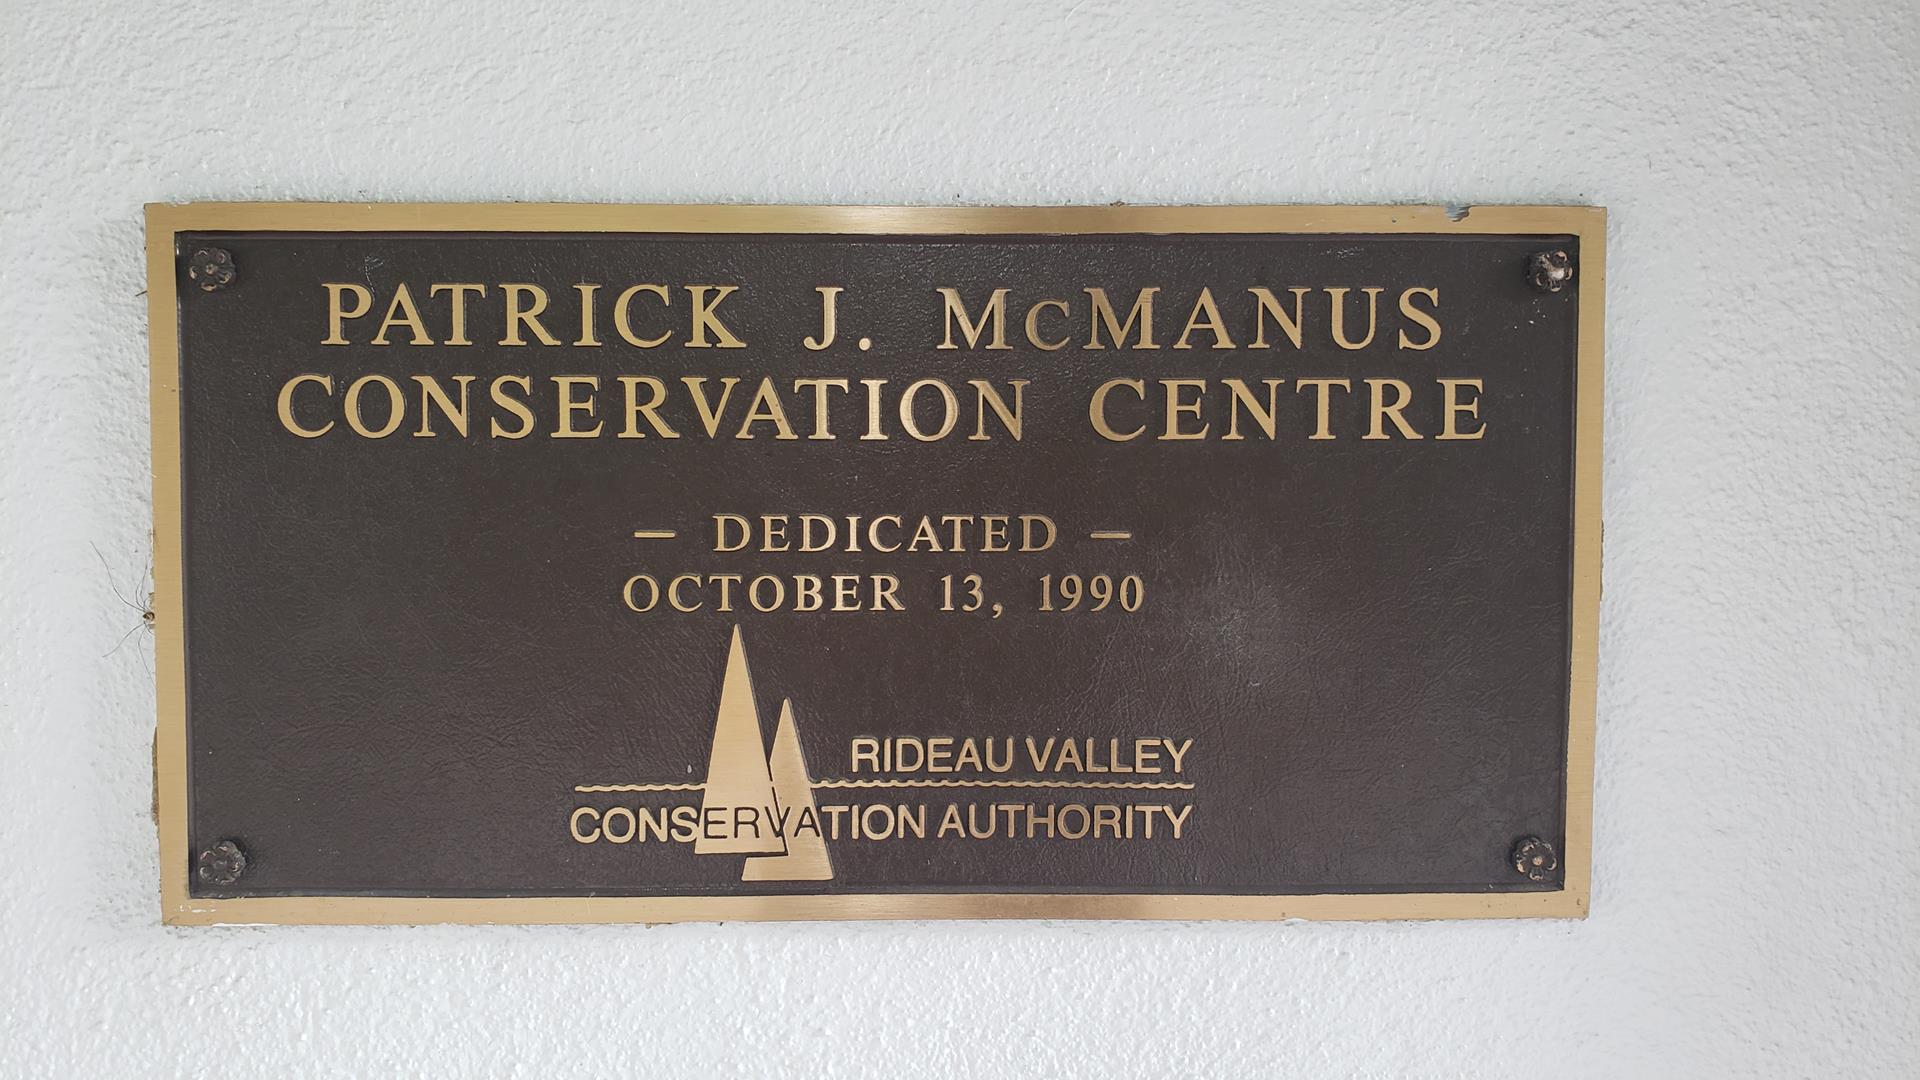 PATRICK J. McMANUS
CONSERVATION CENTRE
— DEDICATED —
OCTOBER 13, 1990
RIDEAU VALLEY
CONSERVATION AUTHORITY